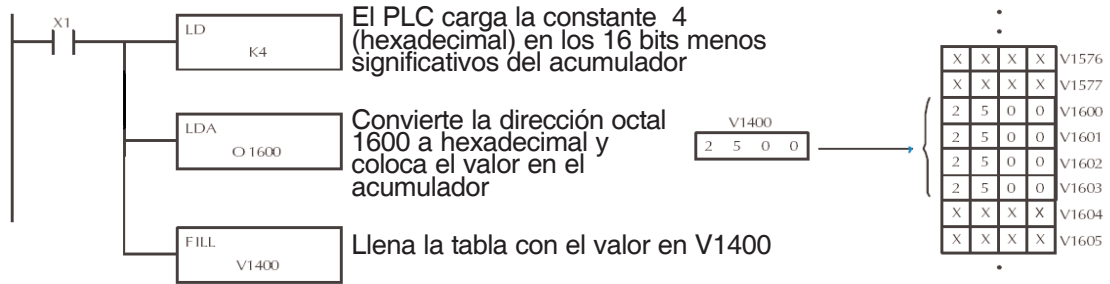 X1
LD
K4
El PLC carga la constante 4
(hexadecimal) en los 16 bits menos
significativos del acumulador
LDA
O 1600
Convierte la dirección octal
1600 a hexadecimal y
coloca el valor en el
acumulador
FILL
V1400
Llena la tabla con el valor en V1400
V1400
2 5 0 0
X X X X V1576
X X X X V1577
2 5 0 0 V1600
2 5 0 0 V1601
2 5 0 0 V1602
2 5 0 0 V1603
X X X X V1604
X X X X V1605